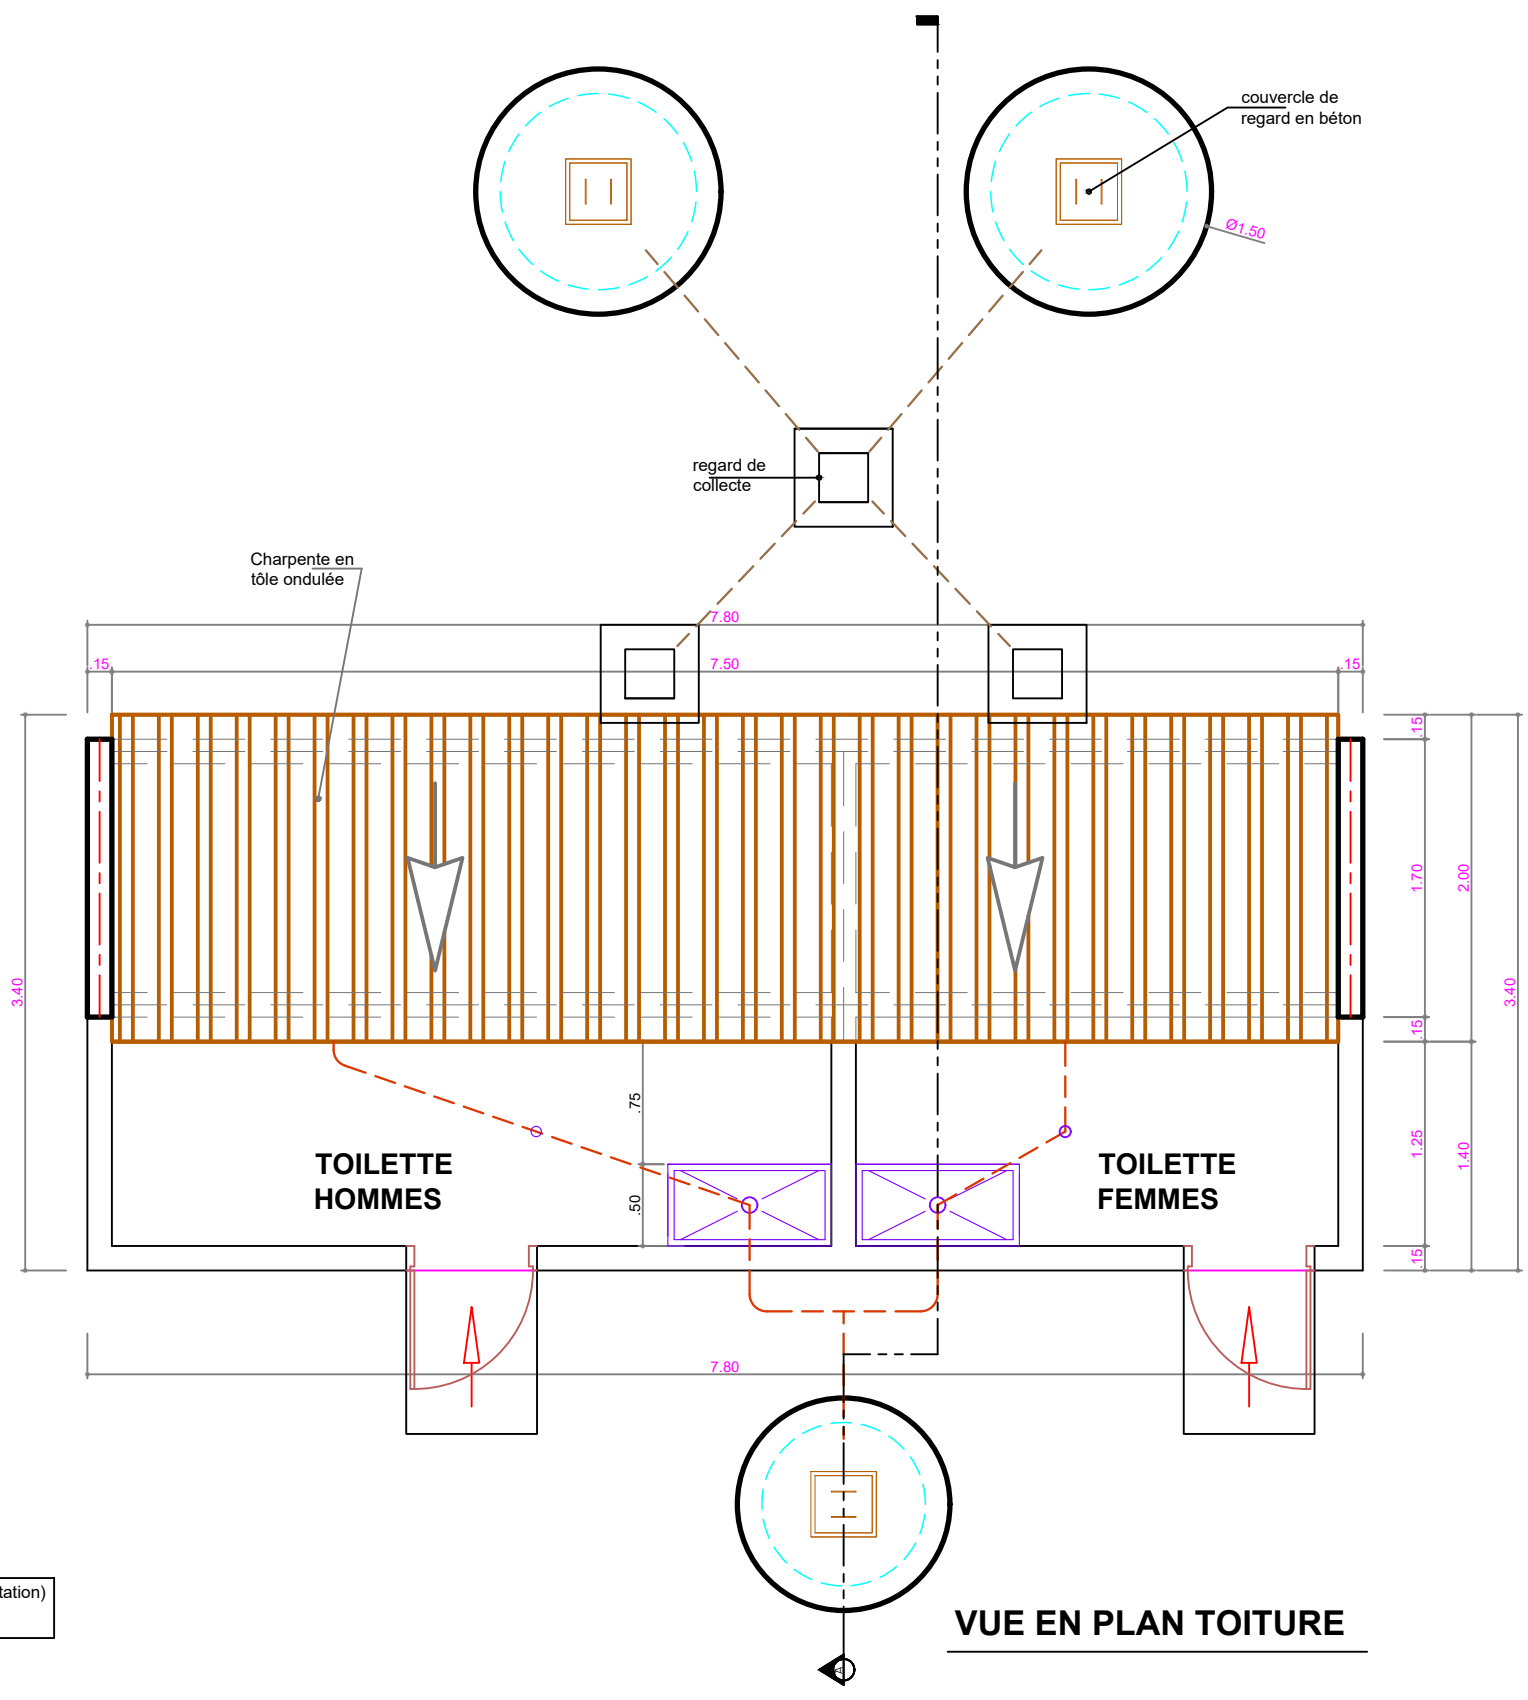 couvercle de
regard en béton
Ø1.50
regard de
collecte
Charpente en
tôle ondulée
7.80
.15
7.50
.15
3.40
.15
1.70
2.00
3.40
.15
.75
1.25
1.40
.50
.15
TOILETTE
HOMMES
TOILETTE
FEMMES
7.80
tation)
VUE EN PLAN TOITURE
A